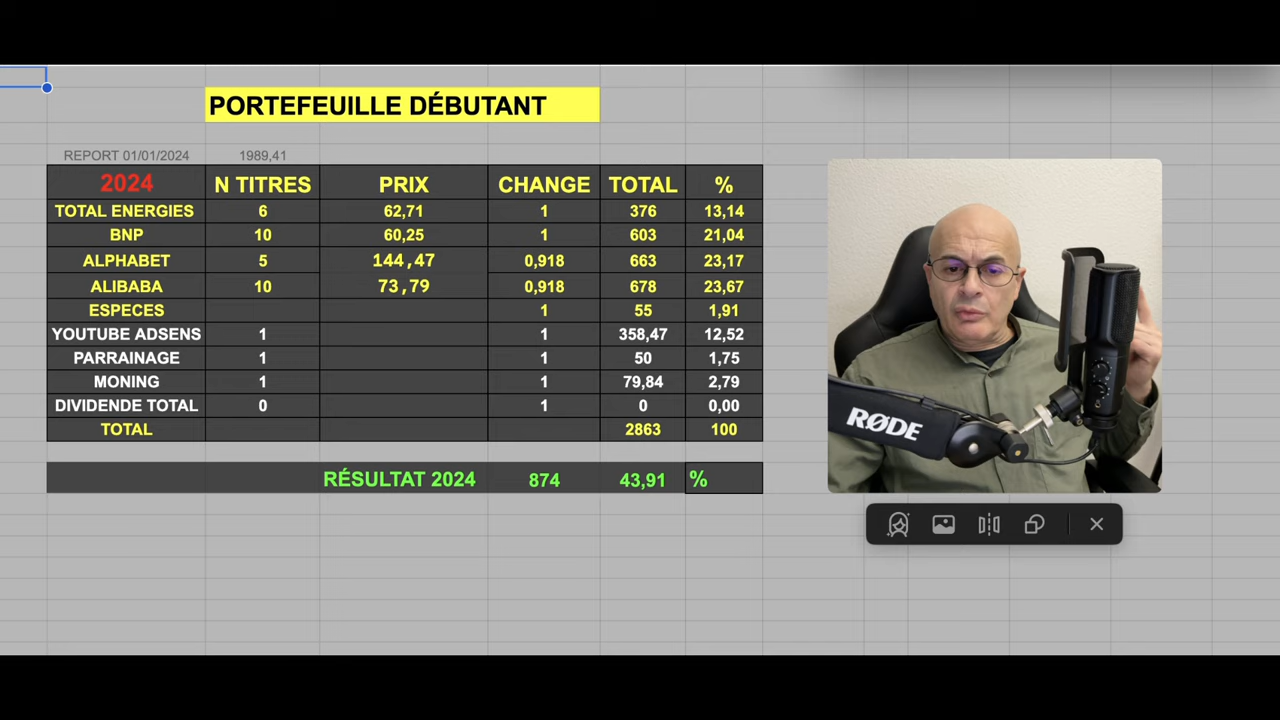 PORTEFEUILLE DÉBUTANT
REPORT 01/01/2024 1989,41
2024 N TITRES PRIX CHANGE TOTAL %
TOTAL ENERGIES 6 62,71 1 376 13,14
BNP 10 60,25 1 603 21,04
ALPHABET 5 144,47 0,918 663 23,17
ALIBABA 10 73,79 0,918 678 23,67
ESPECES 1 55 1,91
YOUTUBE ADSENS 1 1 358,47 12,52
PARRAINAGE 1 1 50 1,75
MONING 1 1 79,84 2,79
DIVIDENDE TOTAL 0 1 0 0,00
TOTAL 2863 100
RÉSULTAT 2024 874 43,91 %
RØDE